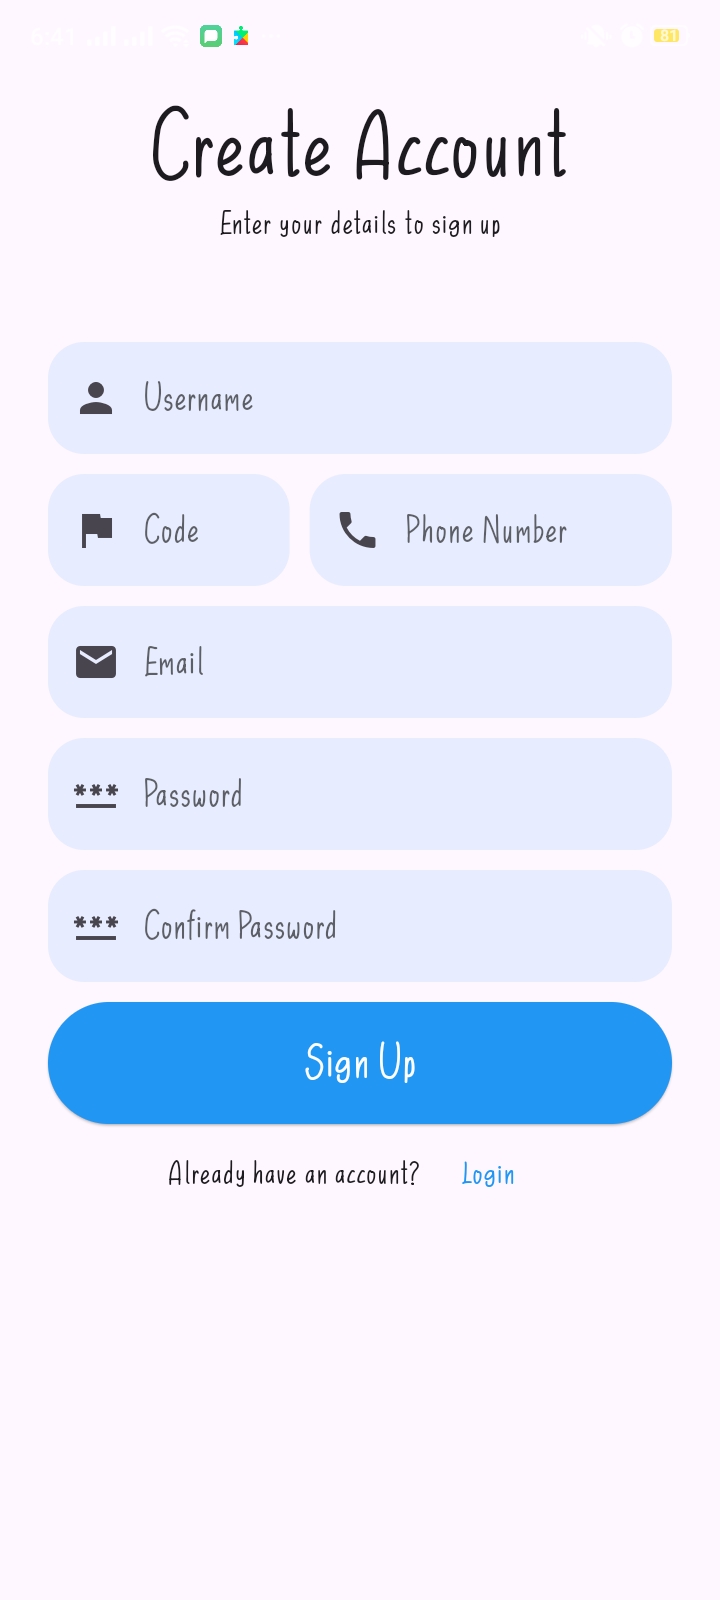 81
Create Account
Enter your details to sign up
Username
Code
Phone Number
Email
Password
Confirm Password
Sign Up
Already have an account? Login